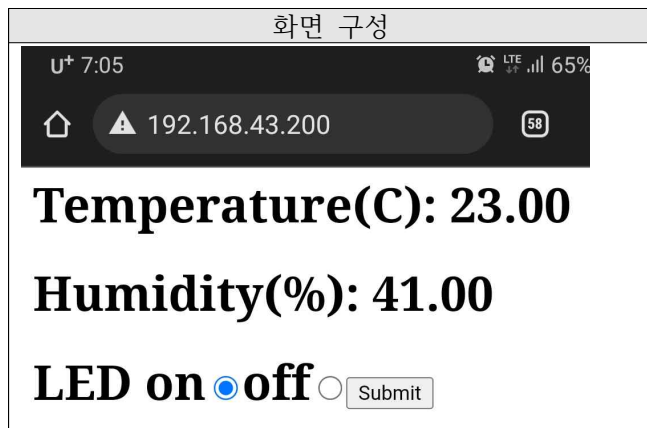 화면 구성
U+ 7:05 LTE 65%
192.168.43.200 58
Temperature(C): 23.00
Humidity(%): 41.00
LED on off Submit